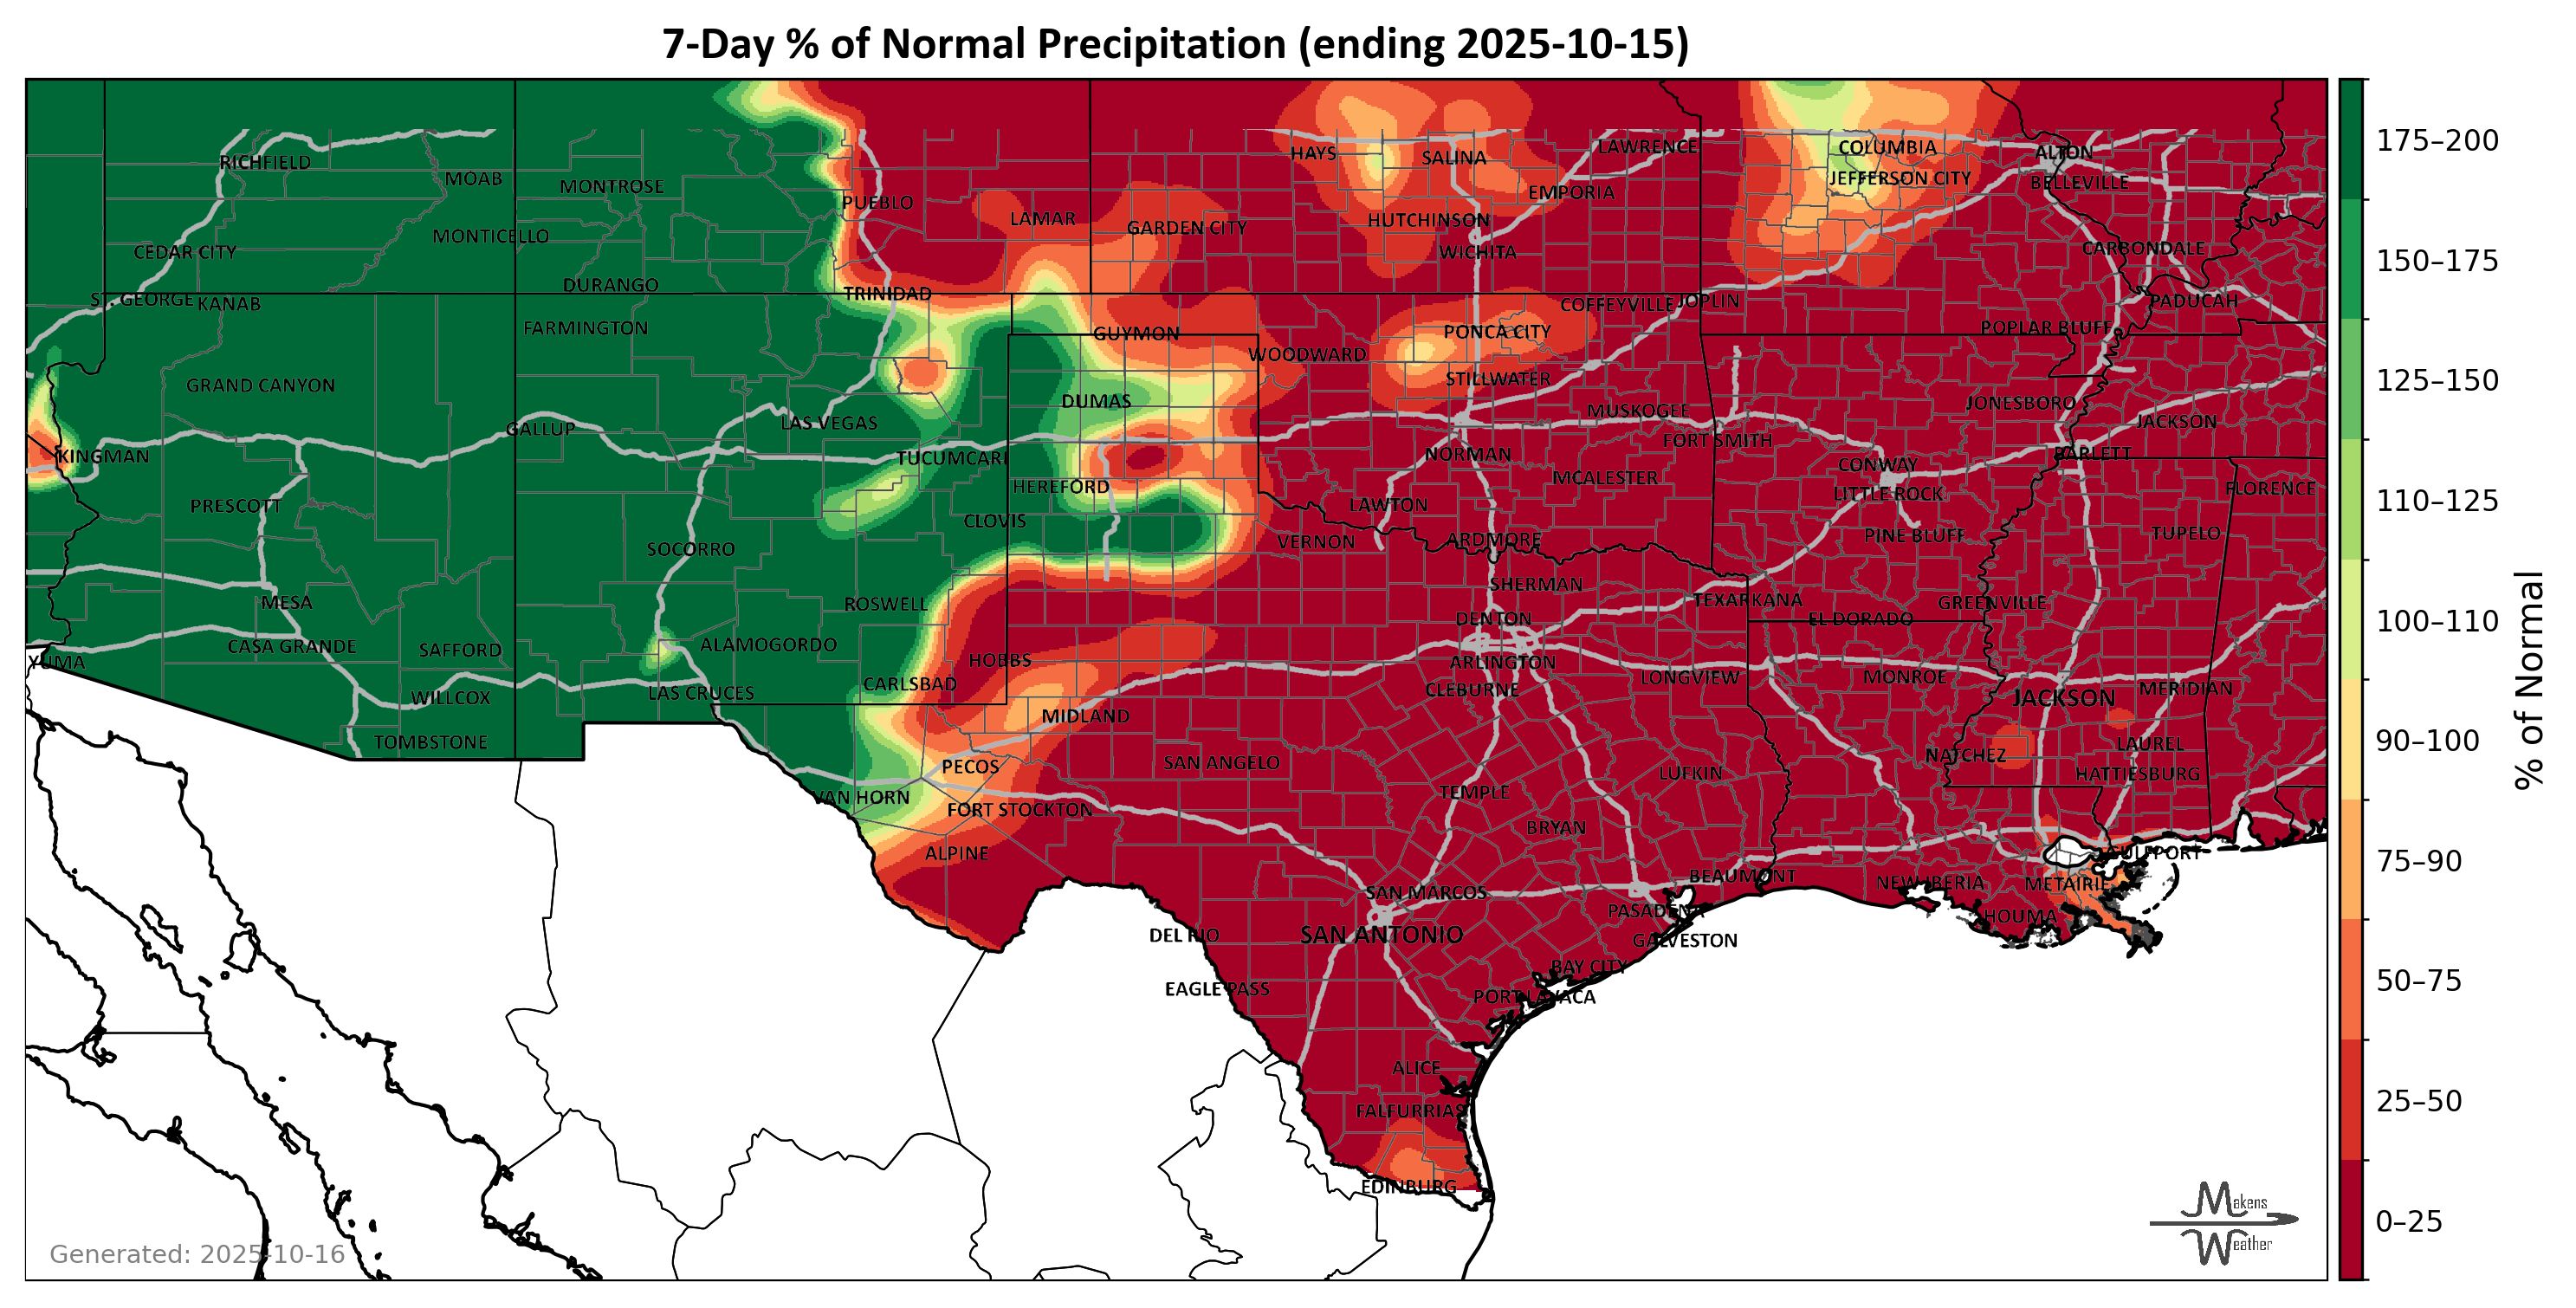 7-Day % of Normal Precipitation (ending 2025-10-15)
RICHFIELD
MOAB
MONTROSE
PUEBLO
LAMAR
GARDEN CITY
HAYS
SALINA
LAWRENCE
EMPORIA
HUTCHINSON
WICHITA
COLUMBIA
JEFFERSON CITY
ALTON
BELLEVILLE
CARBONDALE
CEDAR CITY
MONTICELLO
DURANGO
TRINIDAD
ST. GEORGE
KANAB
FARMINGTON
GUYMON
WOODWARD
PONCA CITY
COFFEYVILLE
JOPLIN
STILLWATER
POPLAR BLUFF
PADUCAH
GRAND CANYON
DUMAS
LAS VEGAS
GALLUP
KINGMAN
TUCUMCARI
MUSKOGEE
FORT SMITH
JONESBORO
JACKSON
BARLETT
NORMAN
MCALESTER
CONWAY
LITTLE ROCK
FLORENCE
PRESCOTT
HEREFORD
CLOVIS
LAWTON
VERNON
ARDMORE
PINE BLUFF
TUPELO
SOCORRO
MESA
ROSWELL
SHERMAN
DENTON
TEXARKANA
EL DORADO
GREENVILLE
CASA GRANDE
SAFFORD
ALAMOGORDO
HOBBS
ARLINGTON
YUMA
WILLCOX
LAS CRUCES
CARLSBAD
CLEBURNE
LONGVIEW
MONROE
JACKSON
MERIDIAN
MIDLAND
TOMBSTONE
PECOS
SAN ANGELO
LUFKIN
NATCHEZ
LAUREL
HATTIESBURG
VAN HORN
FORT STOCKTON
TEMPLE
BRYAN
ALPINE
SAN MARCOS
BEAUMONT
NEW IBERIA
METAIRIE
GULFPORT
DEL RIO
SAN ANTONIO
PASADENA
GALVESTON
HOUMA
EAGLE PASS
BAY CITY
PORT LAVACA
ALICE
FALFURRIAS
EDINBURG
175–200
150–175
125–150
110–125
100–110
90–100
75–90
50–75
25–50
0–25
% of Normal
Generated: 2025-10-16
Makens
Weather